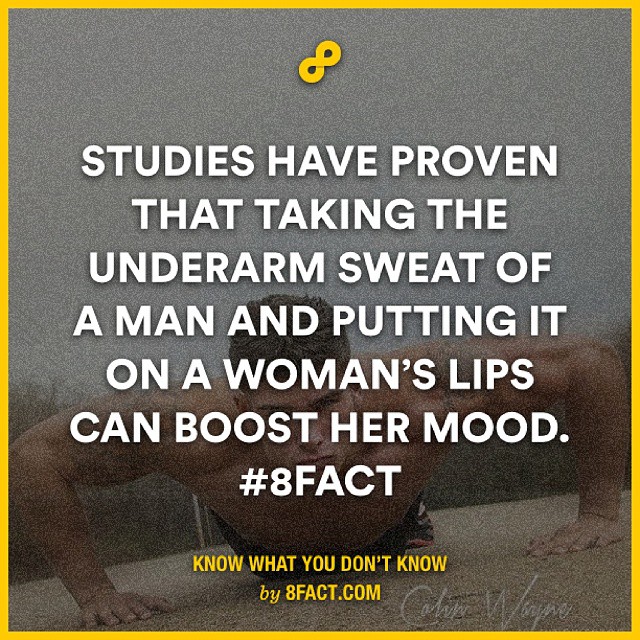 STUDIES HAVE PROVEN
THAT TAKING THE
UNDERARM SWEAT OF
A MAN AND PUTTING IT
ON A WOMAN'S LIPS
CAN BOOST HER MOOD.
#8FACT
KNOW WHAT YOU DON'T KNOW
by 8FACT.COM
Colin Wayne